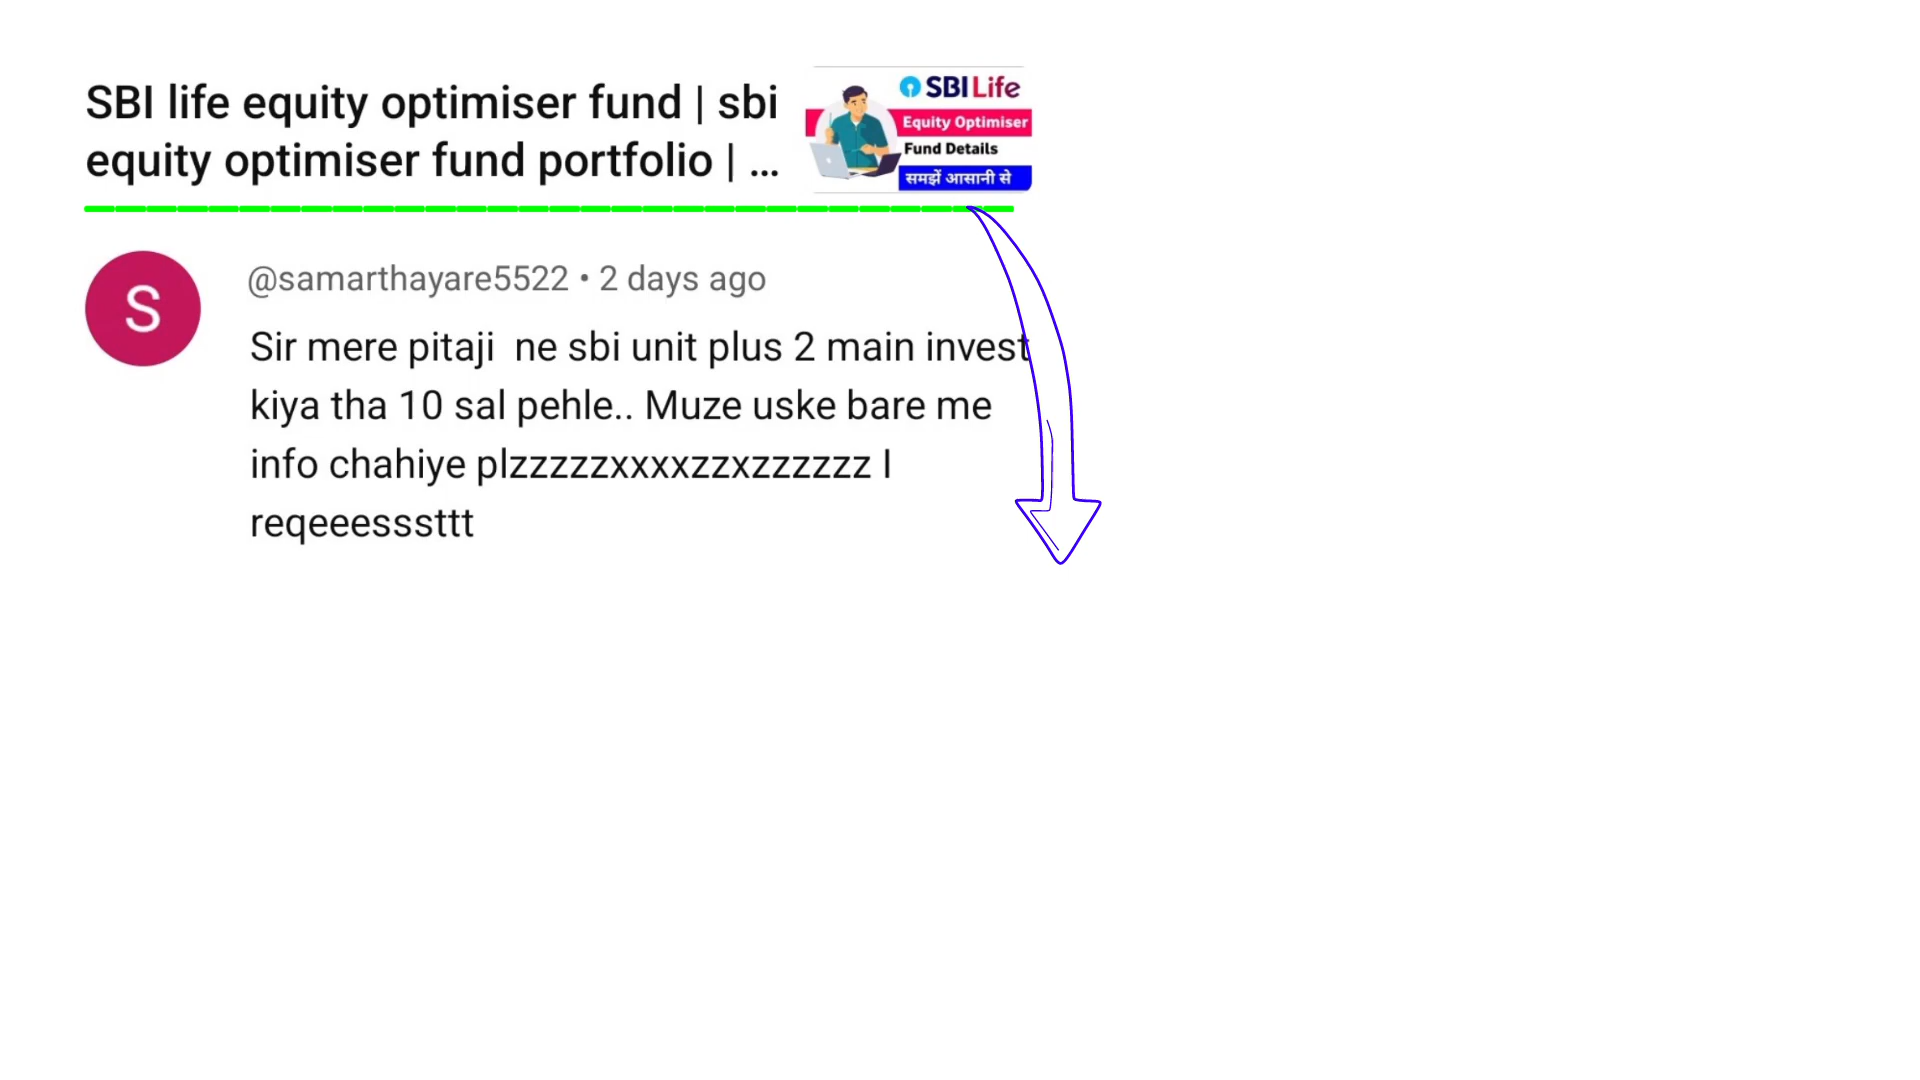 SBI life equity optimiser fund | sbi
equity optimiser fund portfolio | ...
SBI Life
Equity Optimiser
Fund Details
समझें आसानी से
S
@samarthayare5522 • 2 days ago
Sir mere pitaji  ne sbi unit plus 2 main invest
kiya tha 10 sal pehle.. Muze uske bare me
info chahiye plzzzzzxxxxzzxzzzzzz I
reqeeesssttt